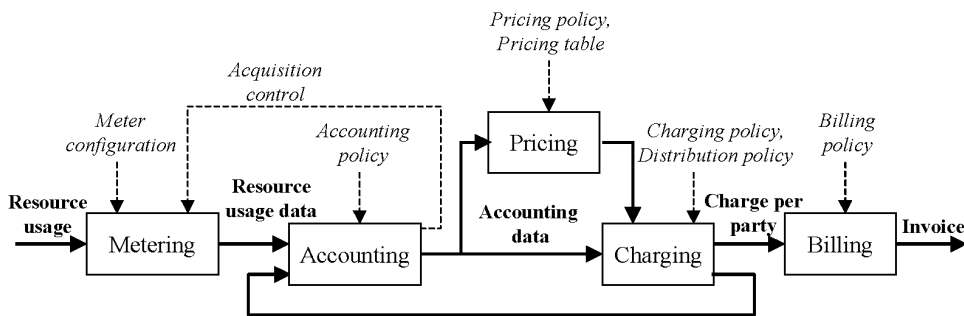 Pricing policy,
Pricing table
Acquisition
control
Meter
configuration
Accounting
policy
Pricing
Charging policy,
Distribution policy
Billing
policy
Resource
usage
Metering
Resource
usage data
Accounting
Accounting
data
Charging
Charge per
party
Billing
Invoice